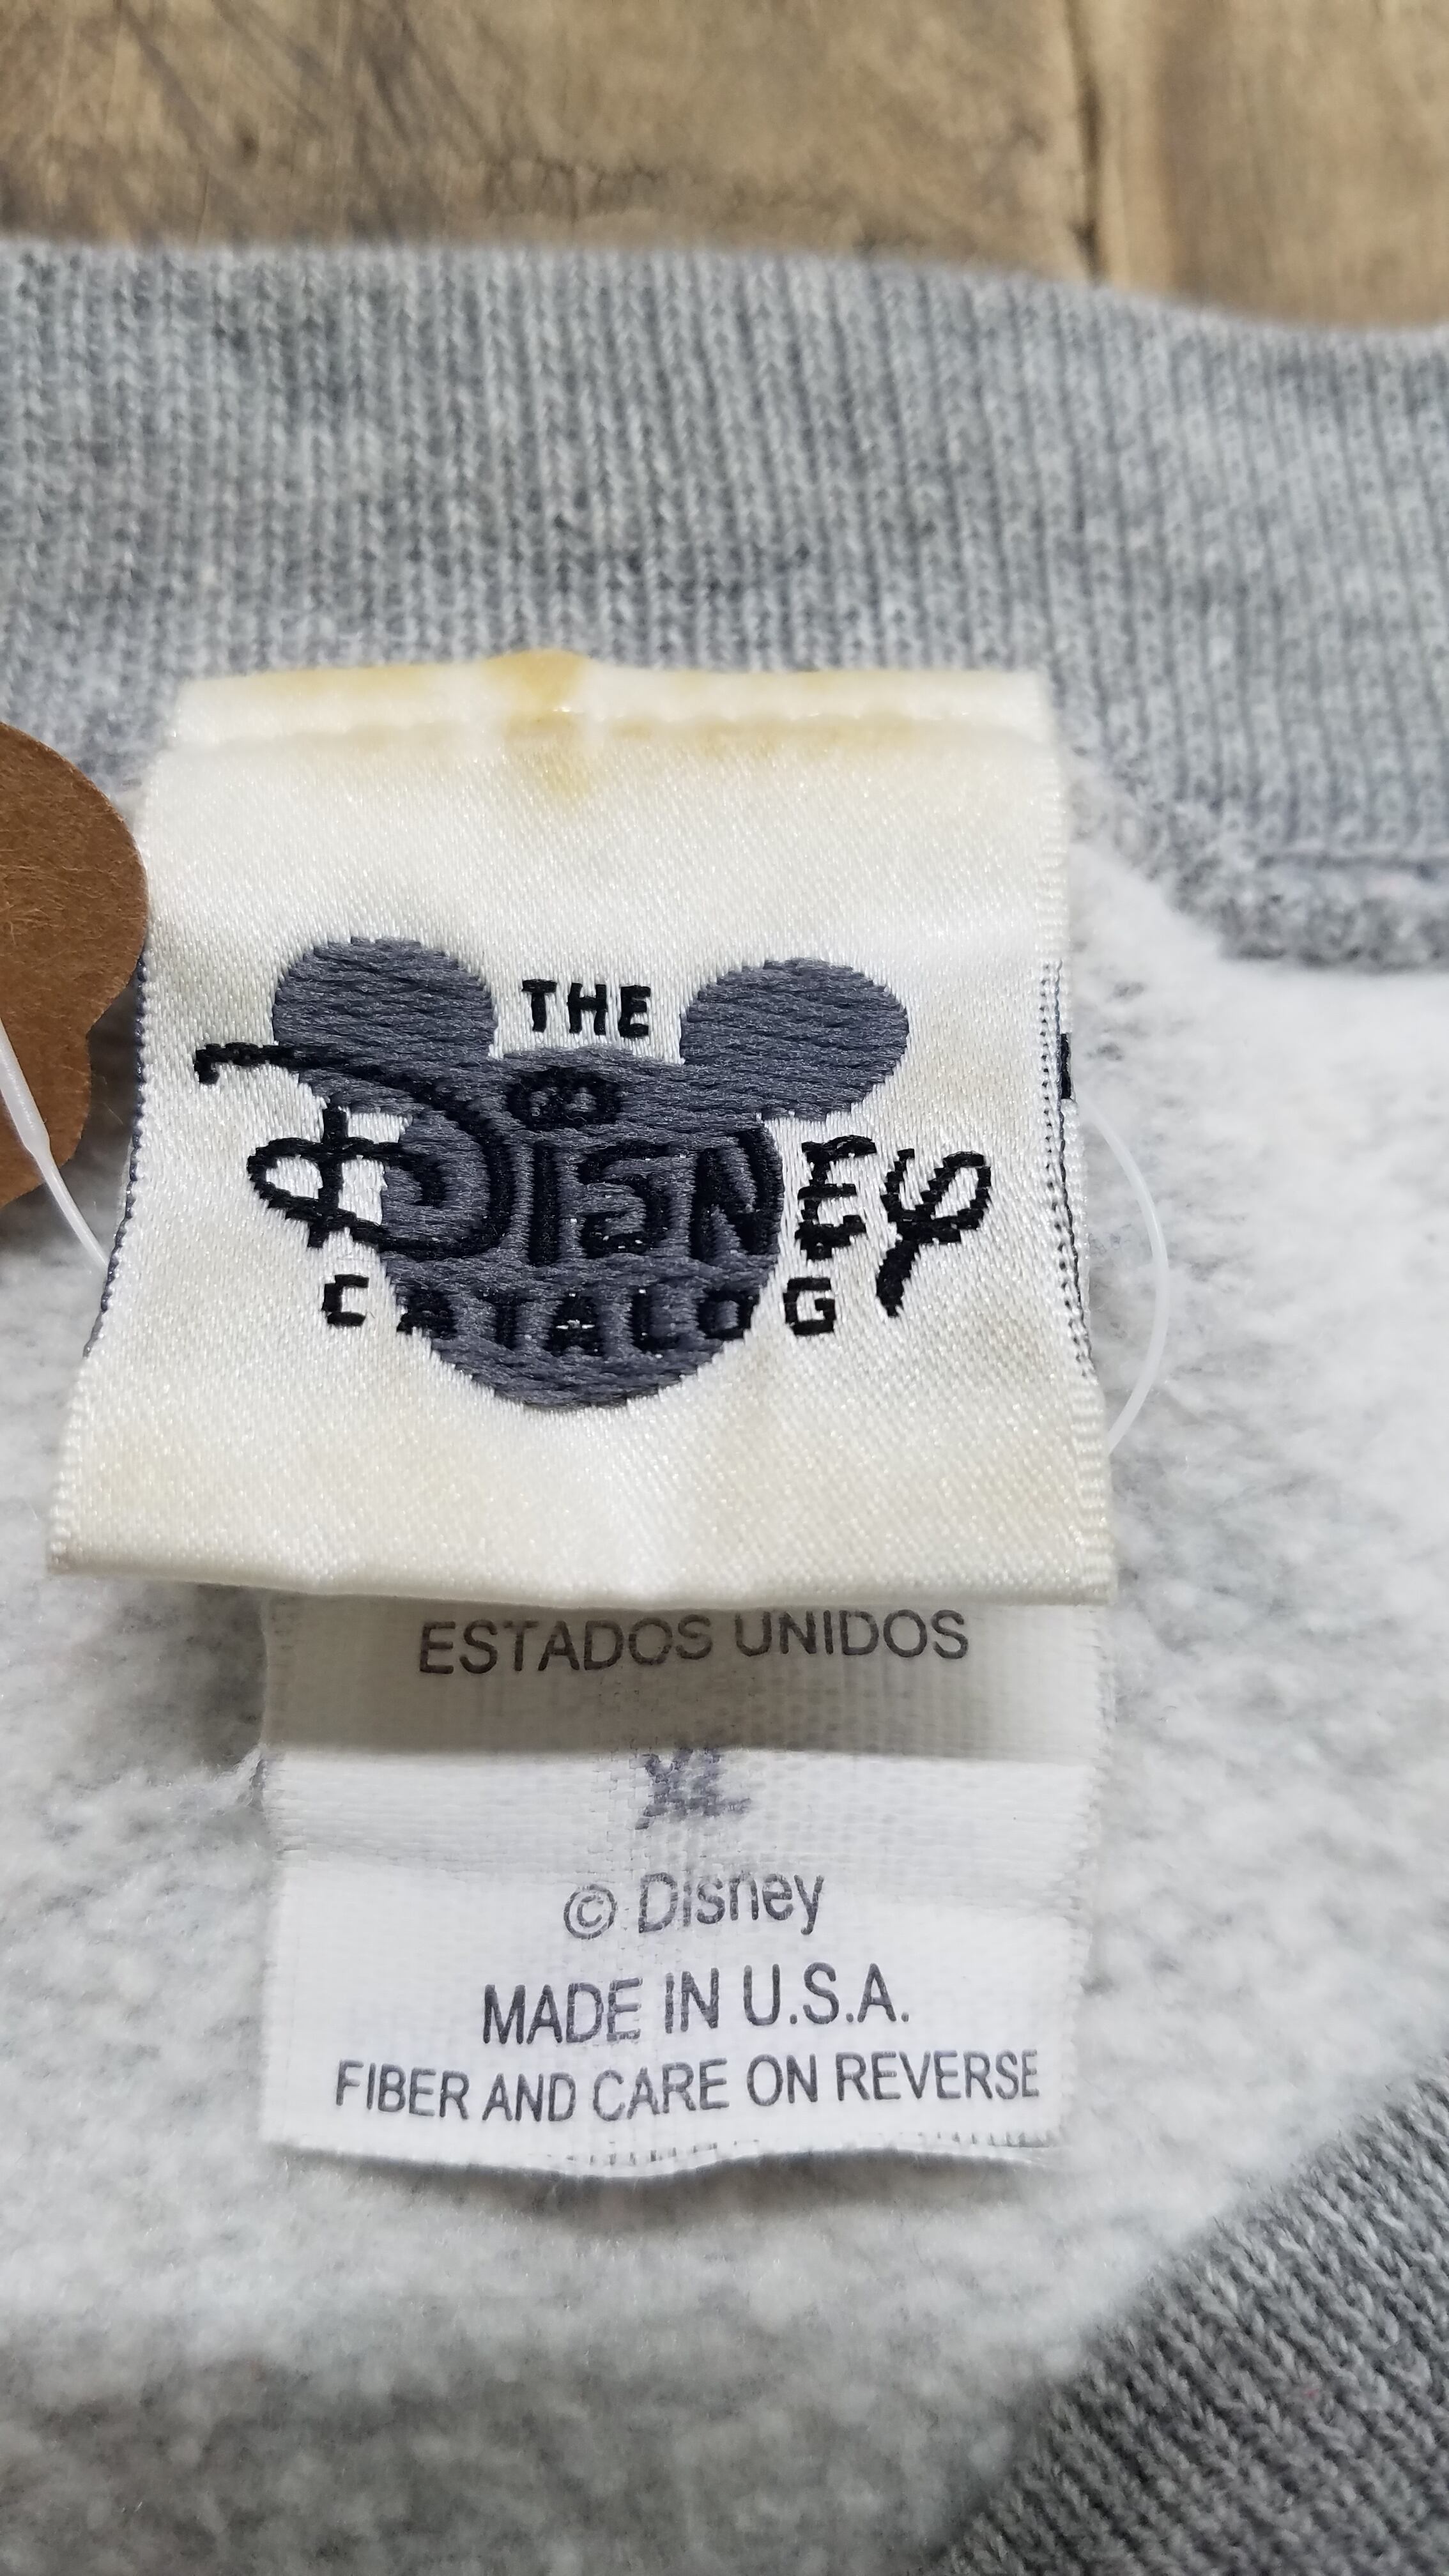 THE
DISNEY
CATALOG
ESTADOS UNIDOS
XL
© Disney
MADE IN U.S.A.
FIBER AND CARE ON REVERSE